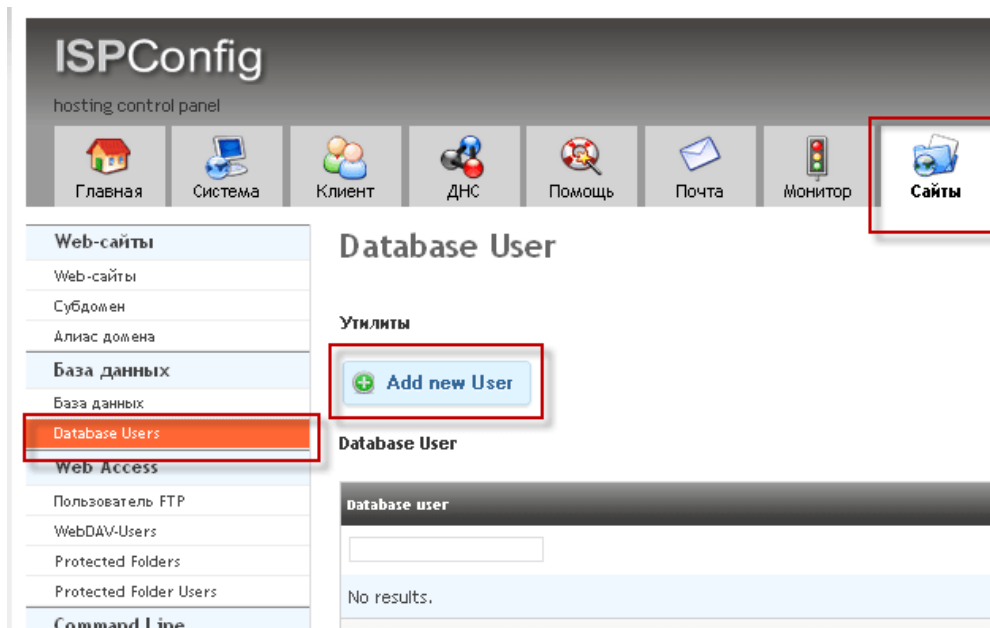 ISPConfig
hosting control panel
Главная Система Клиент ДНС Помощь Почта Монитор Сайты
Web-сайты
Web-сайты
Субдомен
Алиас домена
База данных
База данных
Database Users
Web Access
Пользователь FTP
WebDAV-Users
Protected Folders
Protected Folder Users
Command Line
Database User
Утилиты
Add new User
Database User
Database user
No results.